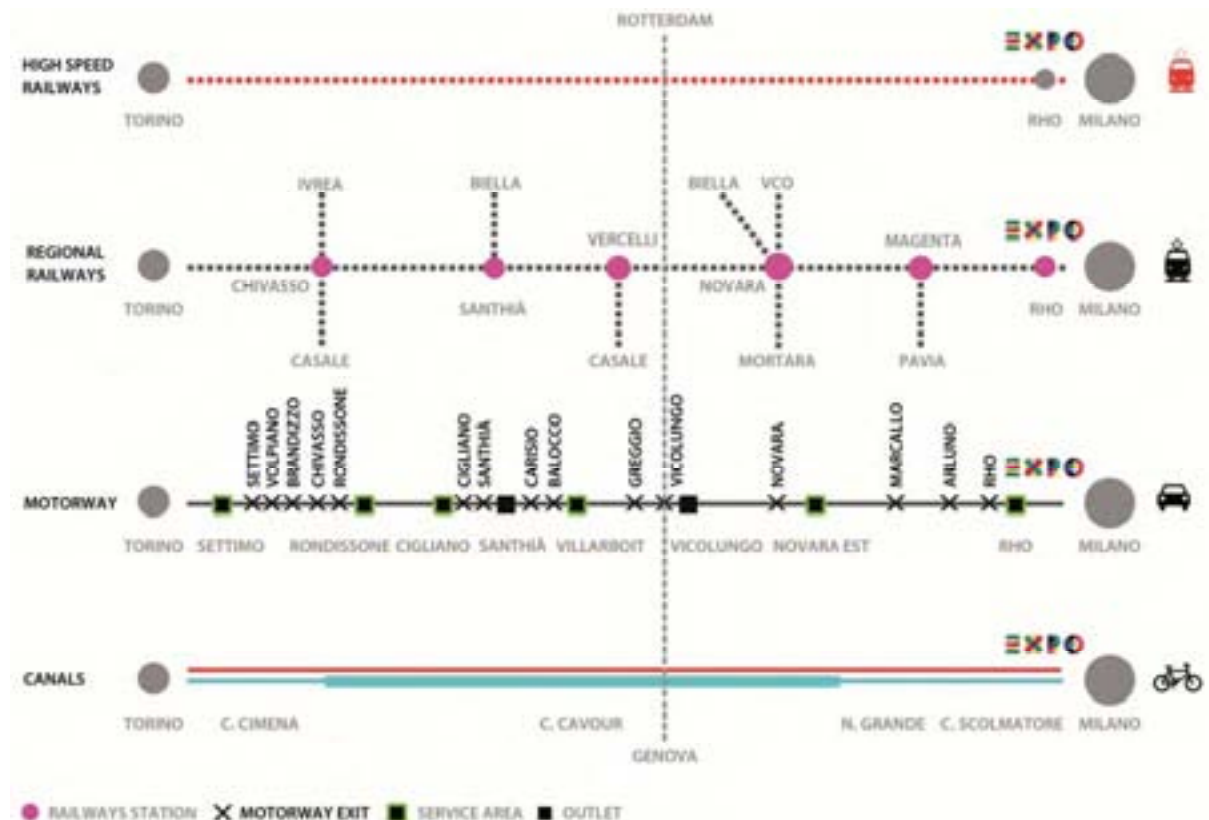 ROTTERDAM
EXPO
HIGH SPEED
RAILWAYS
TORINO
RHO
MILANO
IVREA
BIELLA
BIELLA
VCO
EXPO
VERCELLI
MAGENTA
REGIONAL
RAILWAYS
CHIVASSO
NOVARA
TORINO
SANTHIÀ
RHO
MILANO
CASALE
CASALE
MORTARA
PAVIA
SETTIMO
VOLPIANO
BRANDIZZO
CHIVASSO
RONDISSONE
CIGLIANO
SANTHIÀ
CARISIO
BALOCCO
GREGGIO
VICOLUNGO
NOVARA
MARCALLO
ARLUNO
RHO
EXPO
MOTORWAY
TORINO
SETTIMO
RONDISSONE
CIGLIANO
SANTHIÀ
VILLARBOIT
VICOLUNGO
NOVARA EST
RHO
MILANO
EXPO
CANALS
TORINO
C. CIMENA
C. CAVOUR
N. GRANDE
C. SCOLMATORE
MILANO
GENOVA
RAILWAYS STATION
MOTORWAY EXIT
SERVICE AREA
OUTLET